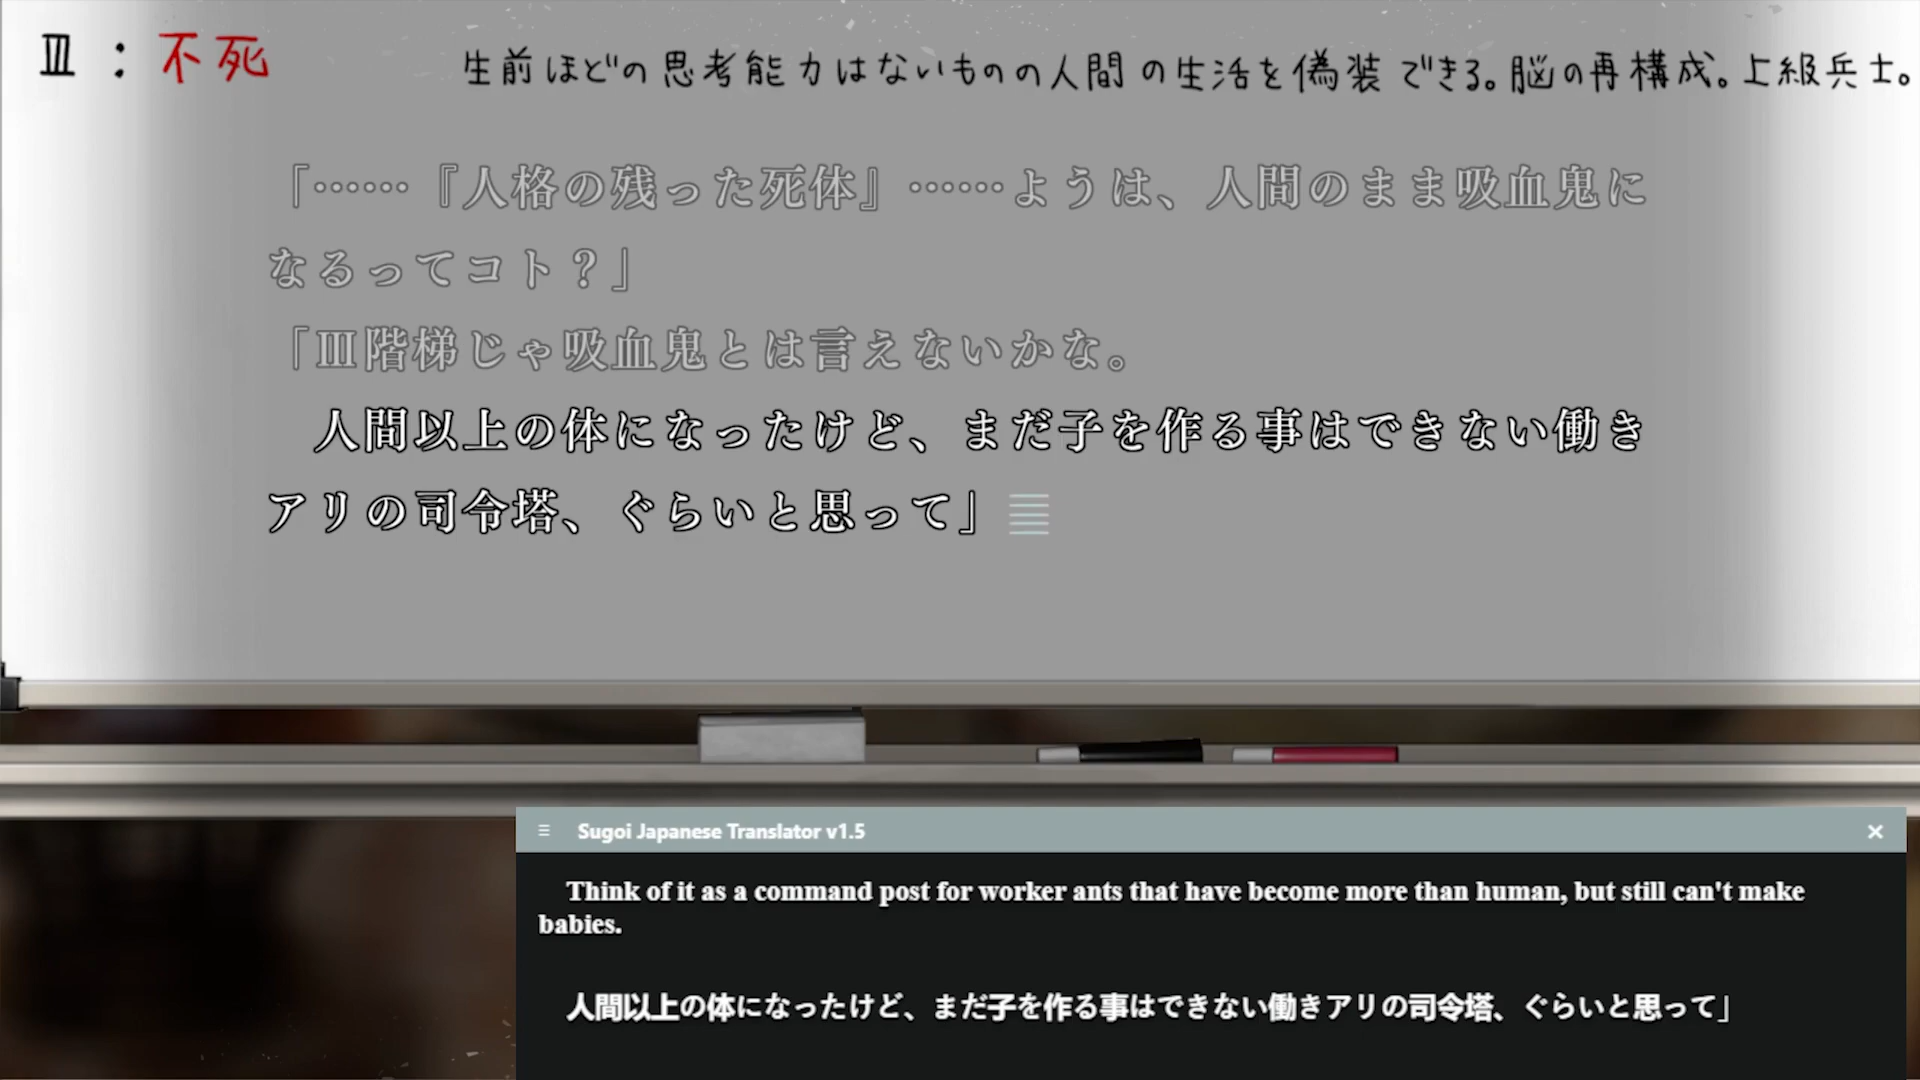 Ⅲ：不死
生前ほどの思考能力はないものの人間の生活を偽装できる。脳の再構成。上級兵士。
「……『人格の残った死体』……ようは、人間のまま吸血鬼に
なるってコト？」
「Ⅲ階梯じゃ吸血鬼とは言えないかな。
人間以上の体になったけど、まだ子を作る事はできない働き
アリの司令塔、ぐらいと思って」
Sugoi Japanese Translator v1.5
Think of it as a command post for worker ants that have become more than human, but still can't make
babies.
人間以上の体になったけど、まだ子を作る事はできない働きアリの司令塔、ぐらいと思って」